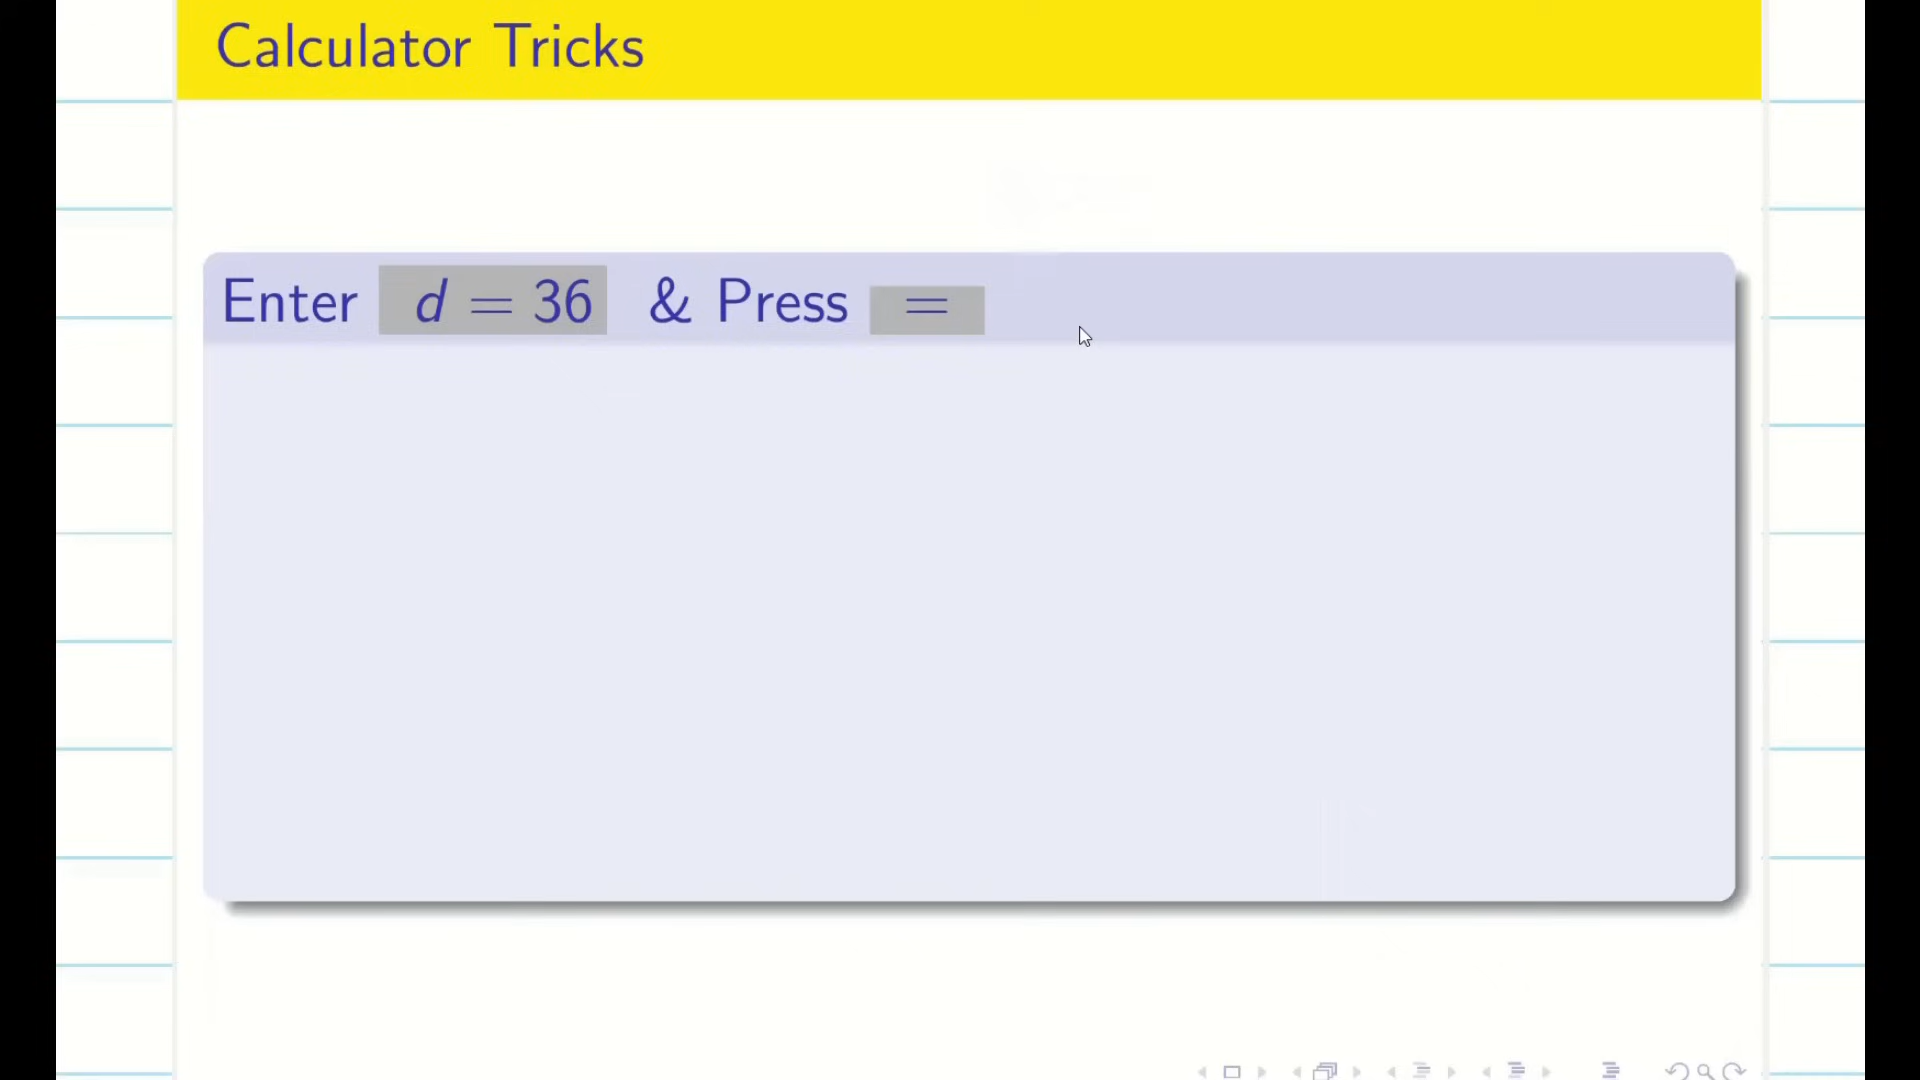 Calculator Tricks
Enter d = 36 & Press =